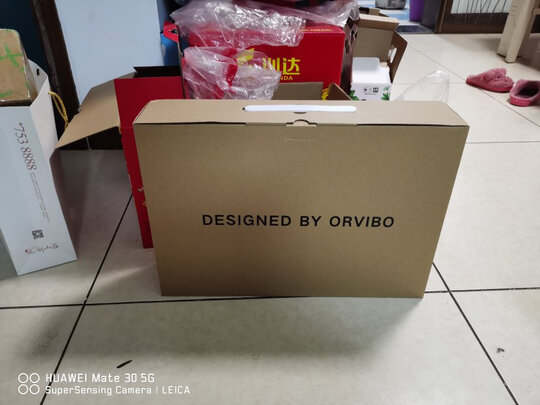 DESIGNED BY ORVIBO
753 8888
HUAWEI Mate 30 5G
SuperSensing Camera | LEICA